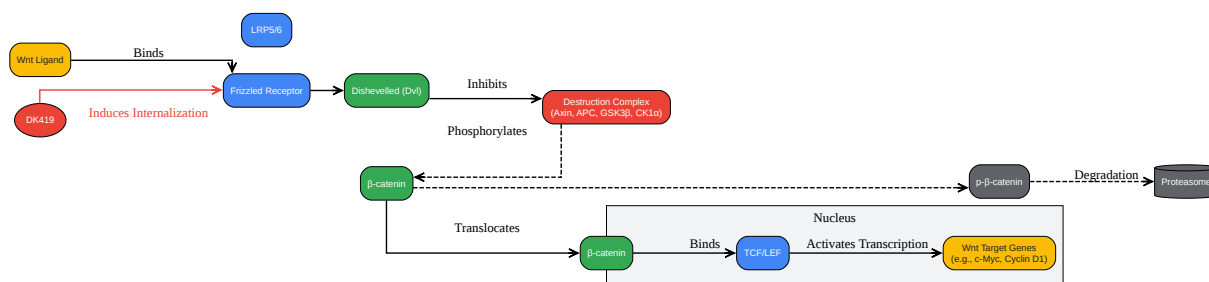 LRP5/6
Wnt Ligand
Binds
Frizzled Receptor
Dishevelled (Dvl)
Inhibits
Destruction Complex
(Axin, APC, GSK3β, CK1α)
DK419
Induces Internalization
Phosphorylates
β-catenin
p-β-catenin
Degradation
Proteasome
Translocates
Nucleus
β-catenin
Binds
TCF/LEF
Activates Transcription
Wnt Target Genes
(e.g., c-Myc, Cyclin D1)